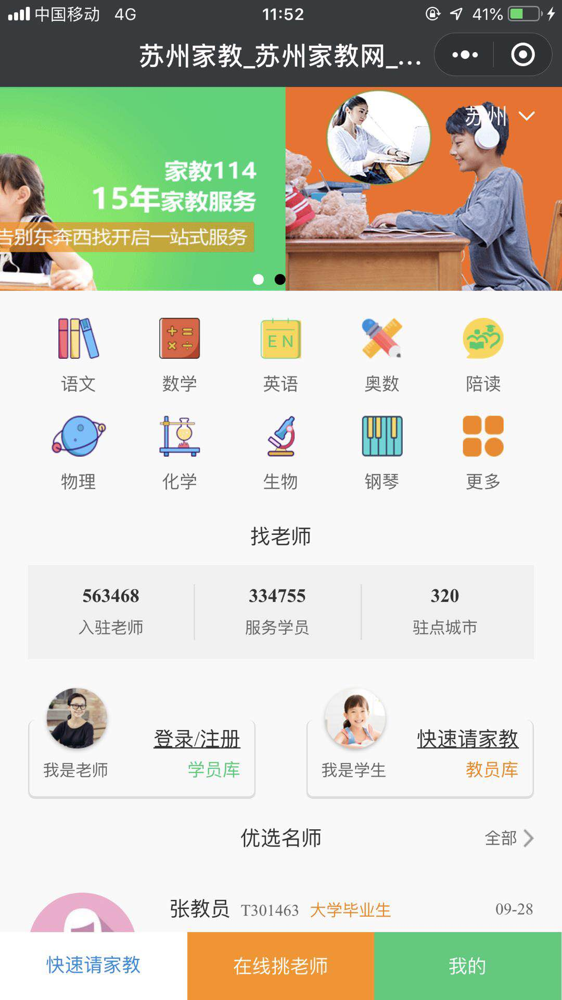 中国移动 4G 11:52 41%
苏州家教_苏州家教网_...
苏州
家教114
15年家教服务
告别东奔西找开启一站式服务
EN
语文 数学 英语 奥数 陪读
物理 化学 生物 钢琴 更多
找老师
563468 334755 320
入驻老师 服务学员 驻点城市
登录/注册 快速请家教
我是老师 学员库 我是学生 教员库
优选名师 全部
张教员 T301463 大学毕业生 09-28
快速请家教 在线挑老师 我的